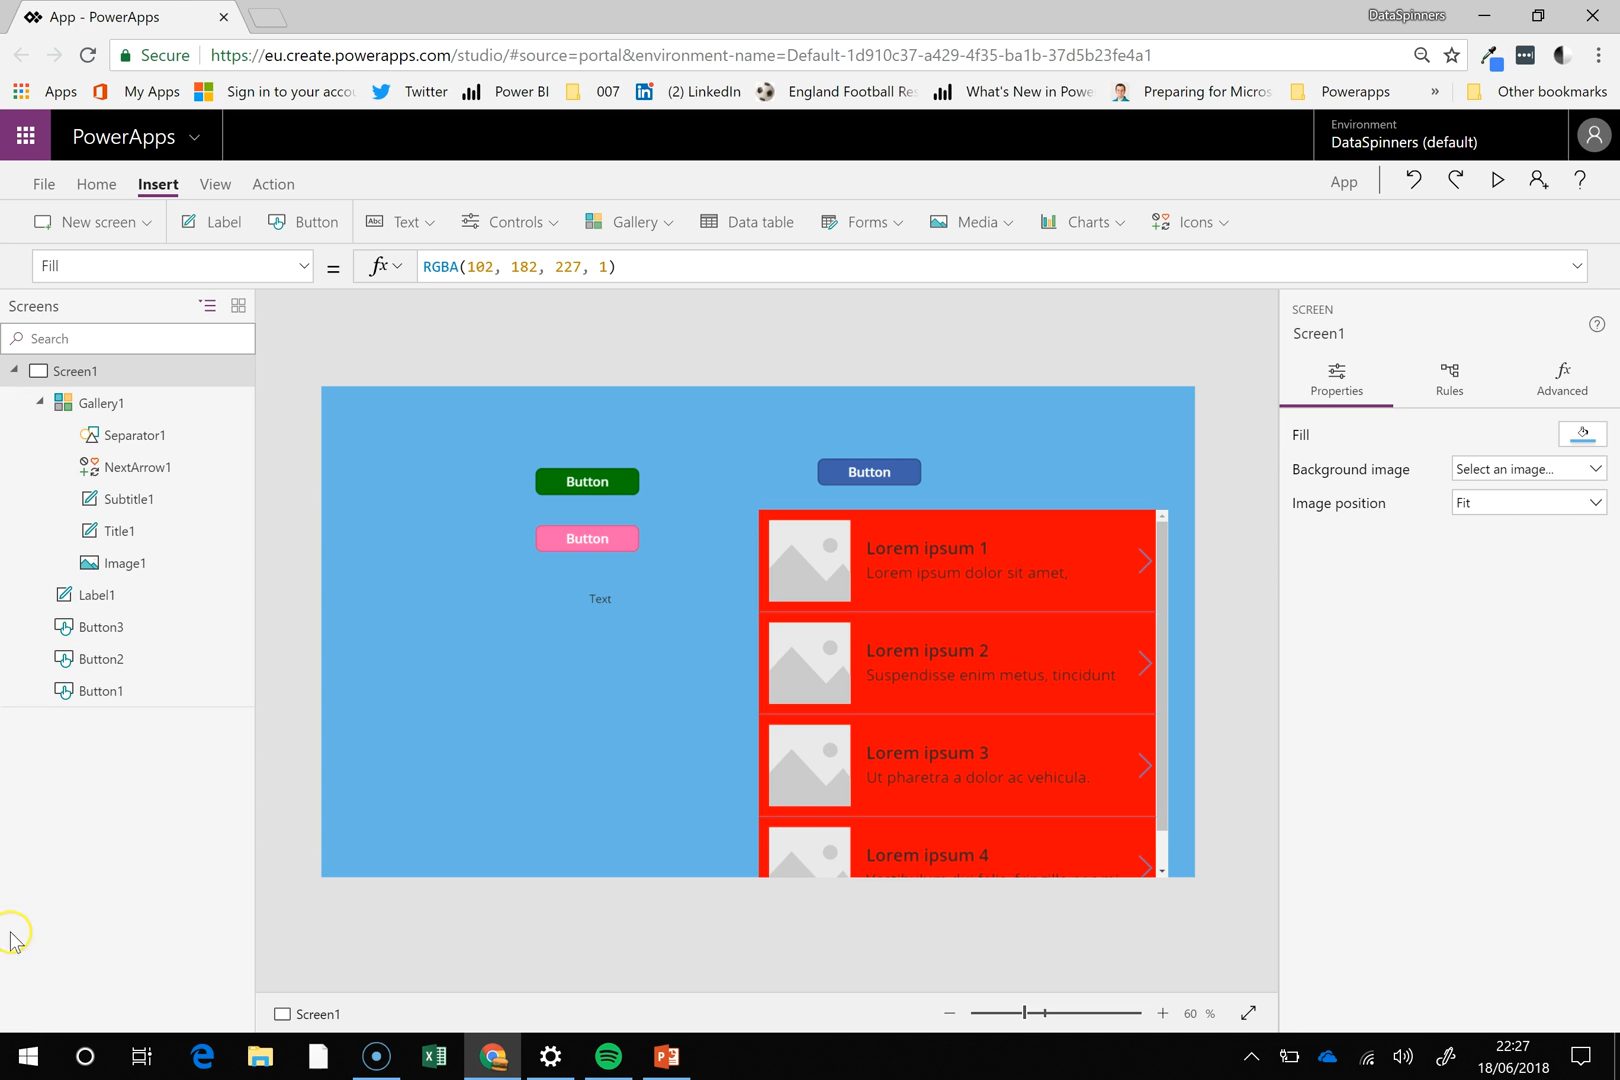 App - PowerApps
DataSpinners
Secure
https://eu.create.powerapps.com/studio/#source=portal&environment-name=Default-1d910c37-a429-4f35-ba1b-37d5b23fe4a1
Apps My Apps Sign in to your accou Twitter Power BI 007 (2) LinkedIn England Football Res What's New in Powe Preparing for Micros Powerapps » Other bookmarks
PowerApps
Environment
DataSpinners (default)
File Home Insert View Action App
New screen Label Button Text Controls Gallery Data table Forms Media Charts Icons
Fill = fx RGBA(102, 182, 227, 1)
Screens
Search
Screen1
Gallery1
Separator1
NextArrow1
Subtitle1
Title1
Image1
Label1
Button3
Button2
Button1
Button
Button
Text
Button
Lorem ipsum 1
Lorem ipsum dolor sit amet,
Lorem ipsum 2
Suspendisse enim metus, tincidunt
Lorem ipsum 3
Ut pharetra a dolor ac vehicula.
Lorem ipsum 4
SCREEN
Screen1
Properties Rules Advanced
Fill
Background image Select an image...
Image position Fit
Screen1
60 %
22:27
18/06/2018